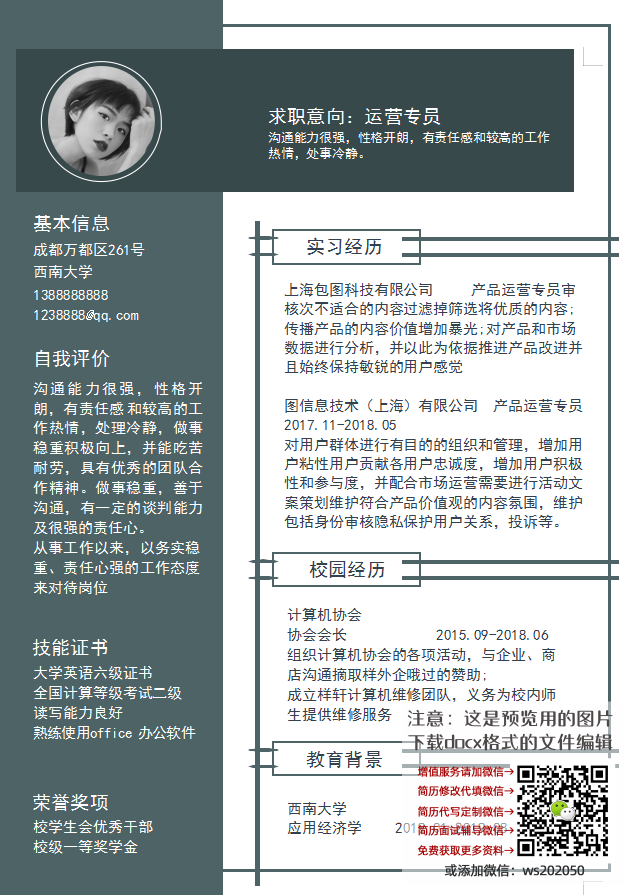 求职意向：运营专员
沟通能力很强，性格开朗，有责任感和较高的工作
热情，处事冷静。
基本信息
成都万都区261号
西南大学
1388888888
1238888@qq.com
自我评价
沟通能力很强，性格开
朗，有责任感和较高的工
作热情，处理冷静，做事
稳重积极向上，并能吃苦
耐劳，具有优秀的团队合
作精神。做事稳重，善于
沟通，有一定的谈判能力
及很强的责任心。
从事工作以来，以务实稳
重、责任心强的工作态度
来对待岗位
技能证书
大学英语六级证书
全国计算等级考试二级
读写能力良好
熟练使用office 办公软件
荣誉奖项
校学生会优秀干部
校级一等奖学金
实习经历
上海包图科技有限公司 产品运营专员审
核次不适合的内容过滤掉筛选将优质的内容;
传播产品的内容价值增加暴光;对产品和市场
数据进行分析，并以此为依据推进产品改进并
且始终保持敏锐的用户感觉
图信息技术（上海）有限公司 产品运营专员
2017.11-2018.05
对用户群体进行有目的的组织和管理，增加用
户粘性用户贡献各用户忠诚度，增加用户积极
性和参与度，并配合市场运营需要进行活动文
案策划维护符合产品价值观的内容氛围，维护
包括身份审核隐私保护用户关系，投诉等。
校园经历
计算机协会
协会会长 2015.09-2018.06
组织计算机协会的各项活动，与企业、商
店沟通摘取样外企哦过的赞助;
成立样轩计算机维修团队，义务为校内师
生提供维修服务
教育背景
西南大学
应用经济学
注意：这是预览用的图片
下载docx格式的文件编辑
增值服务请加微信→
简历修改代填微信→
简历代写定制微信→
简历面试辅导微信→
免费获取更多资料→
或添加微信：ws202050